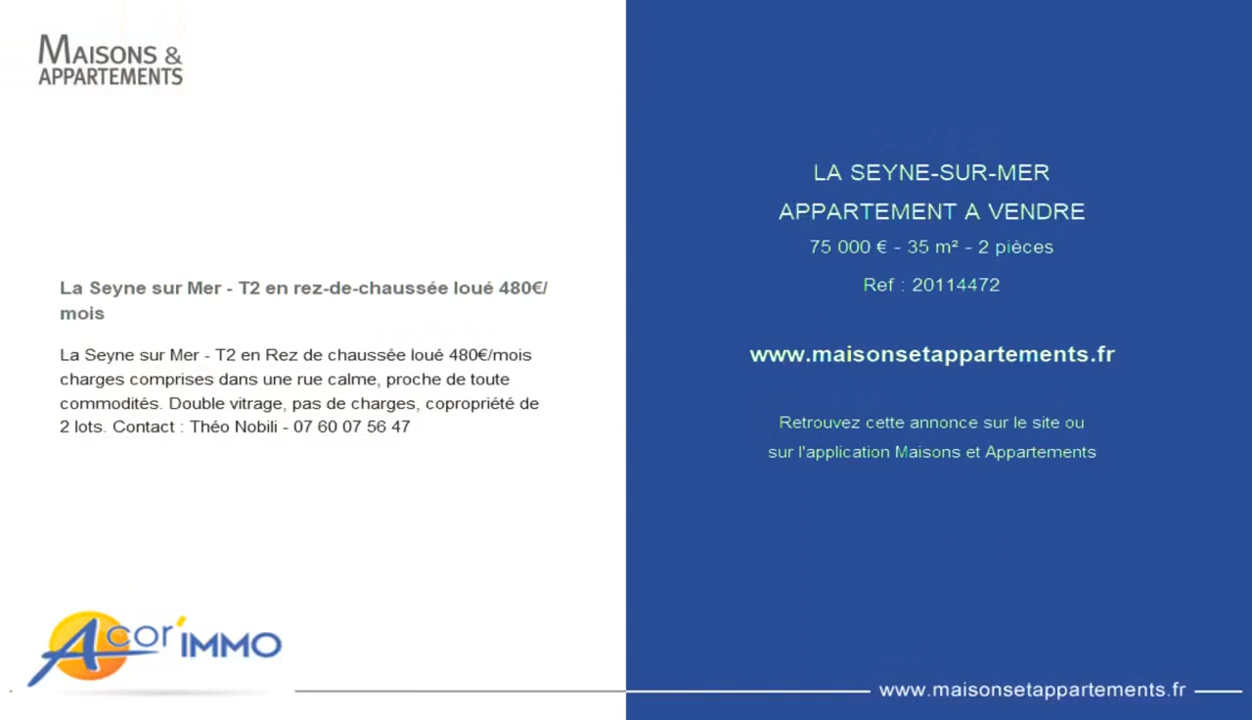 MAISONS &
APPARTEMENTS
La Seyne sur Mer - T2 en rez-de-chaussée loué 480€/
mois
La Seyne sur Mer - T2 en Rez de chaussée loué 480€/mois
charges comprises dans une rue calme, proche de toute
commodités. Double vitrage, pas de charges, copropriété de
2 lots. Contact : Théo Nobili - 07 60 07 56 47
Acor'IMMO
LA SEYNE-SUR-MER
APPARTEMENT A VENDRE
75 000 € - 35 m² - 2 pièces
Ref : 20114472
www.maisonsetappartements.fr
Retrouvez cette annonce sur le site ou
sur l'application Maisons et Appartements
www.maisonsetappartements.fr